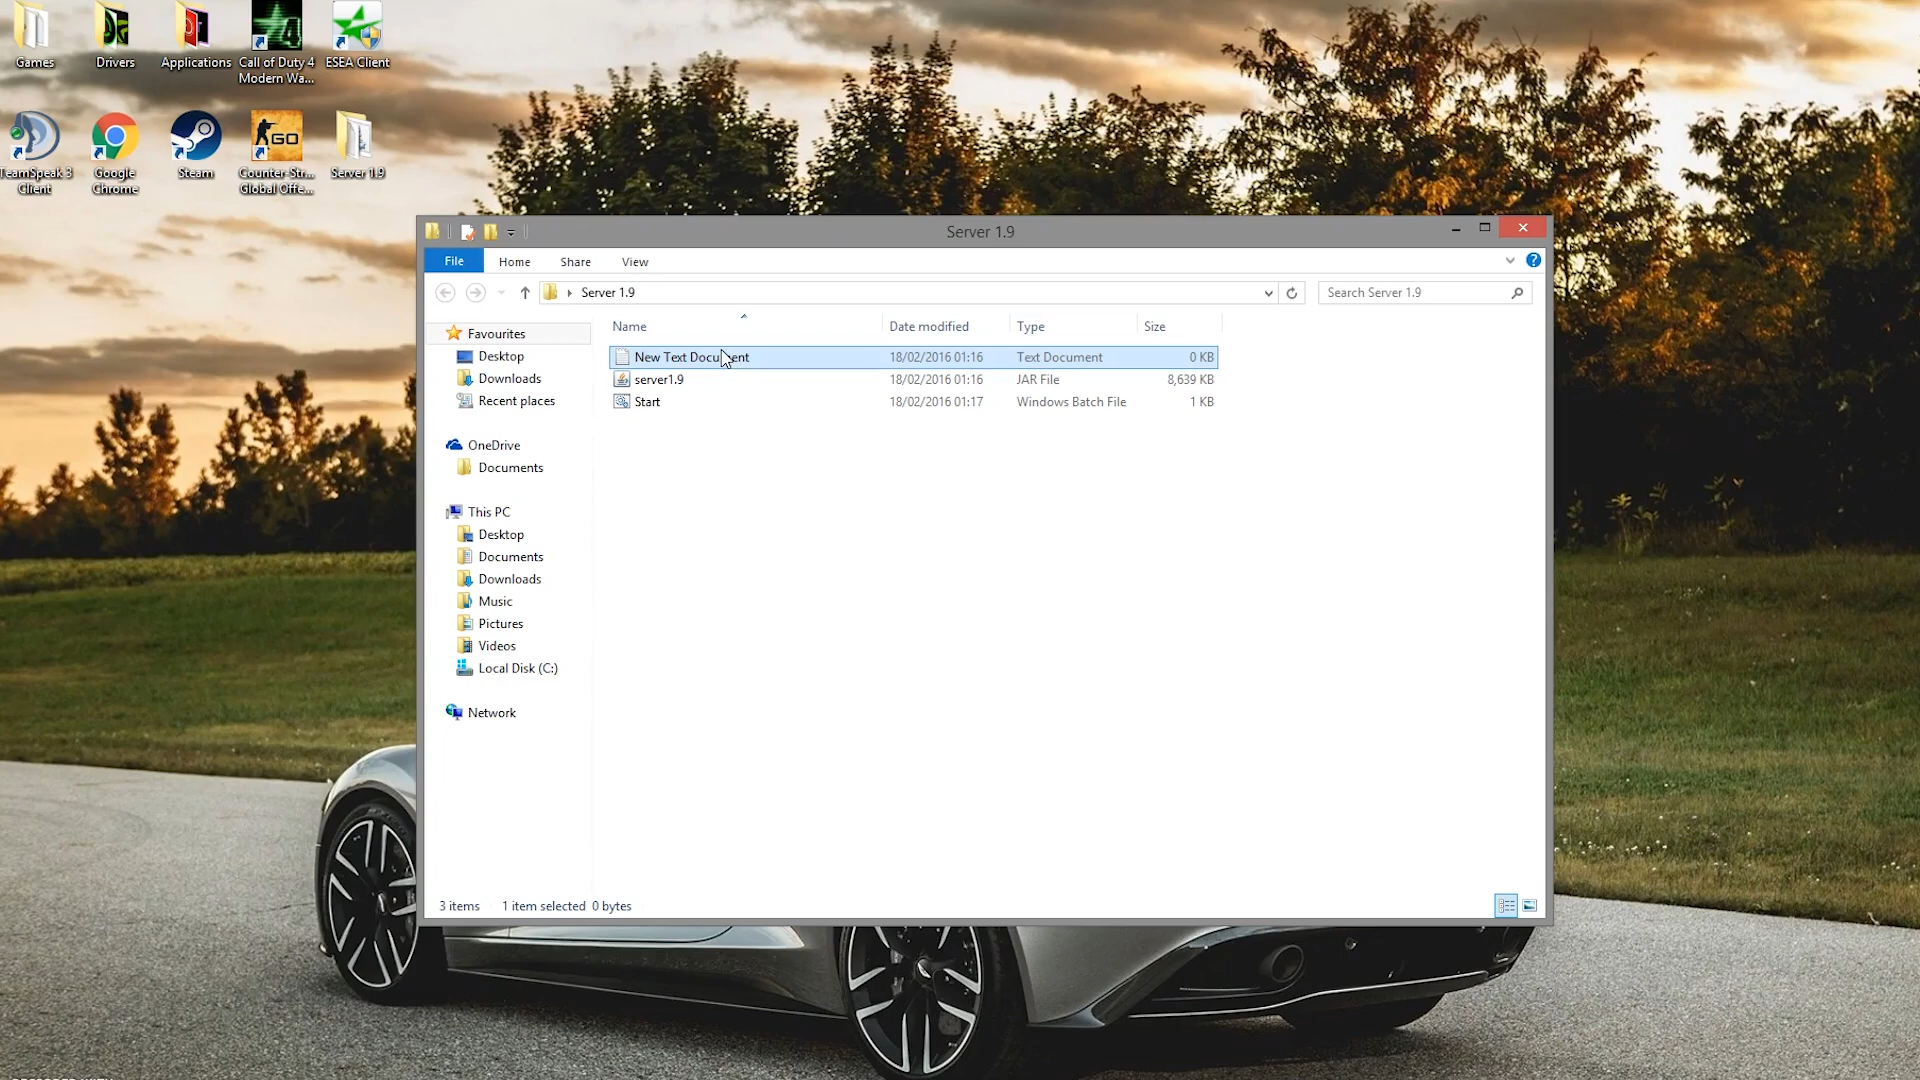 Games
Drivers
Applications
Call of Duty 4
Modern Wa...
ESEA Client
TeamSpeak 3
Client
Google
Chrome
Steam
Counter-Str...
Global Offe...
Server 1.9
GO
Server 1.9
File
Home
Share
View
Server 1.9
Search Server 1.9
Name
Date modified
Type
Size
New Text Document
18/02/2016 01:16
Text Document
0 KB
server1.9
18/02/2016 01:16
JAR File
8,639 KB
Start
18/02/2016 01:17
Windows Batch File
1 KB
Favourites
Desktop
Downloads
Recent places
OneDrive
Documents
This PC
Desktop
Documents
Downloads
Music
Pictures
Videos
Local Disk (C:)
Network
3 items
1 item selected 0 bytes